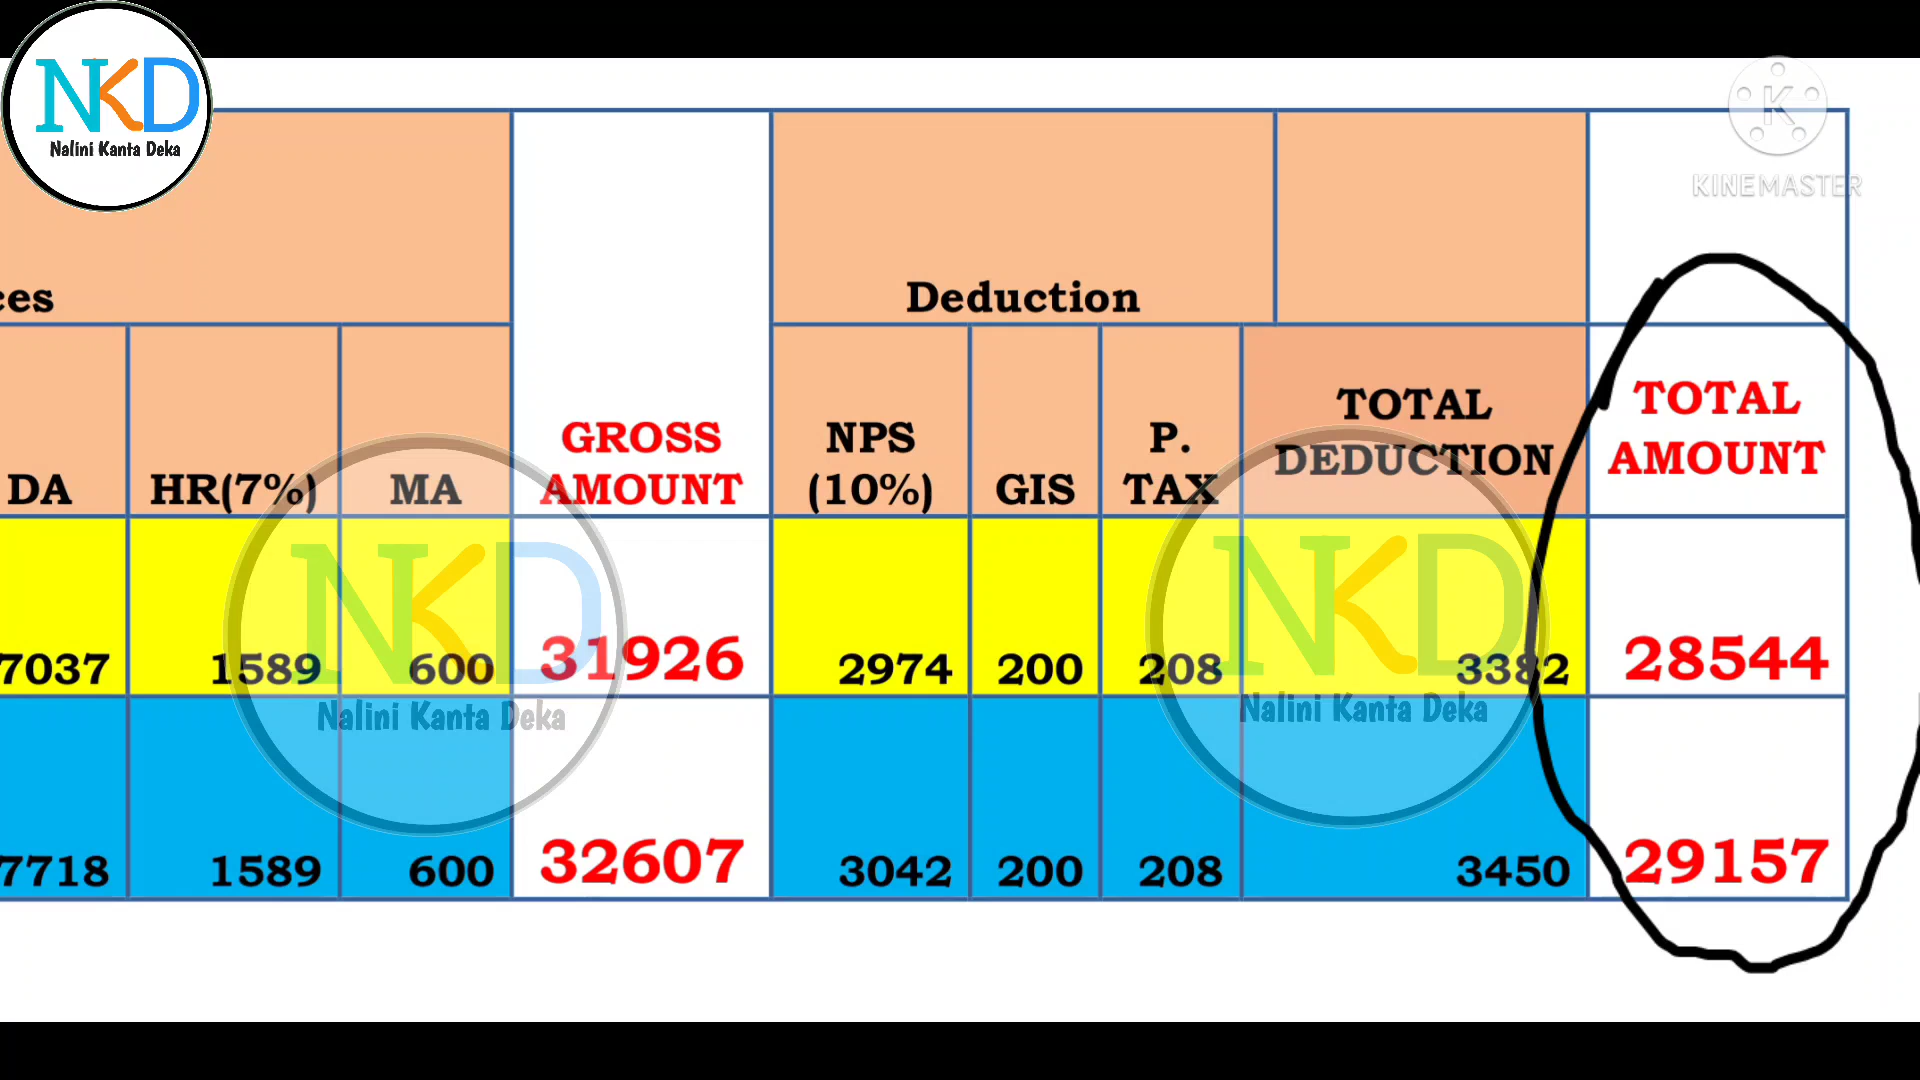 NKD
Nalini Kanta Deka
K
KINEMASTER
ces
Deduction
DA
HR(7%)
MA
GROSS
AMOUNT
NPS
(10%)
GIS
P.
TAX
TOTAL
DEDUCTION
TOTAL
AMOUNT
7037 1589 600 31926 2974 200 208 3382 28544
NKD
Nalini Kanta Deka
NKD
Nalini Kanta Deka
7718 1589 600 32607 3042 200 208 3450 29157